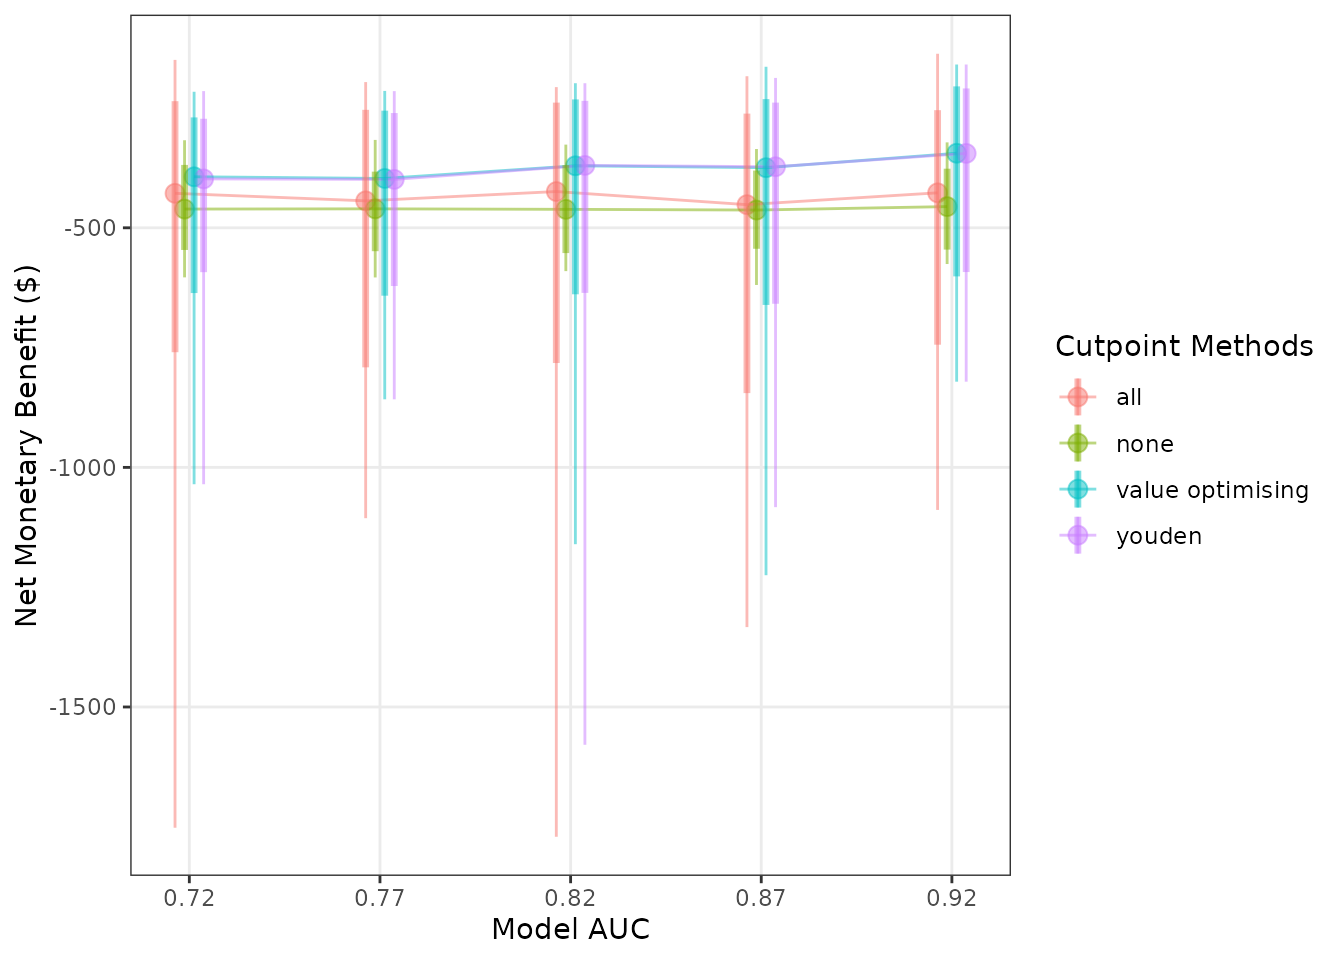 Net Monetary Benefit ($)
-500
-1000
-1500
0.72
0.77
0.82
0.87
0.92
Model AUC
Cutpoint Methods
all
none
value optimising
youden